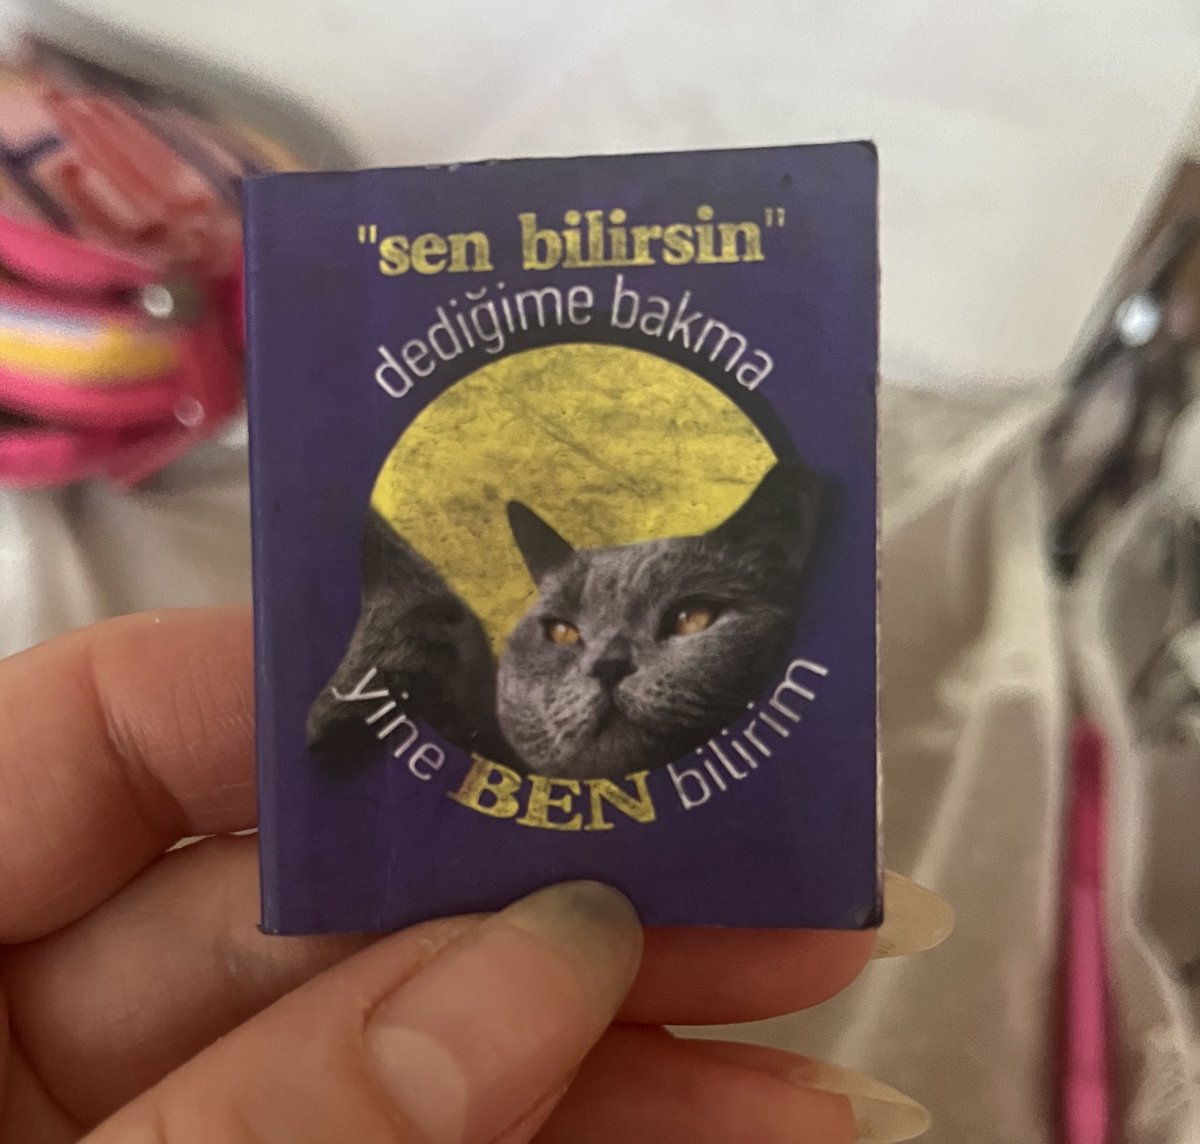 "sen bilirsin"
dediğime bakma
yine BEN bilirim